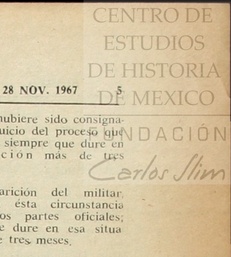 CENTRO DE
ESTUDIOS
DE HISTORIA
28 NOV. 1967 5
DE MEXICO
hubiere sido consigna-
uicio del proceso que
siempre que dure en
ción más de tres
FUNDACIÓN
Carlos Slim
arición del militar,
ésta circunstancia
os partes oficiales;
e dure en esa situa
e tres meses.